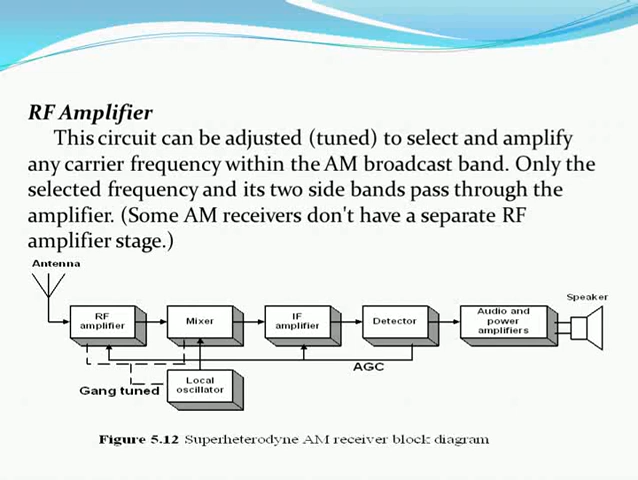 RF Amplifier
This circuit can be adjusted (tuned) to select and amplify
any carrier frequency within the AM broadcast band. Only the
selected frequency and its two side bands pass through the
amplifier. (Some AM receivers don't have a separate RF
amplifier stage.)
Antenna
Speaker
RF
amplifier
Mixer
IF
amplifier
Detector
Audio and
power
amplifiers
AGC
Gang tuned
Local
oscillator
Figure 5.12 Superheterodyne AM receiver block diagram